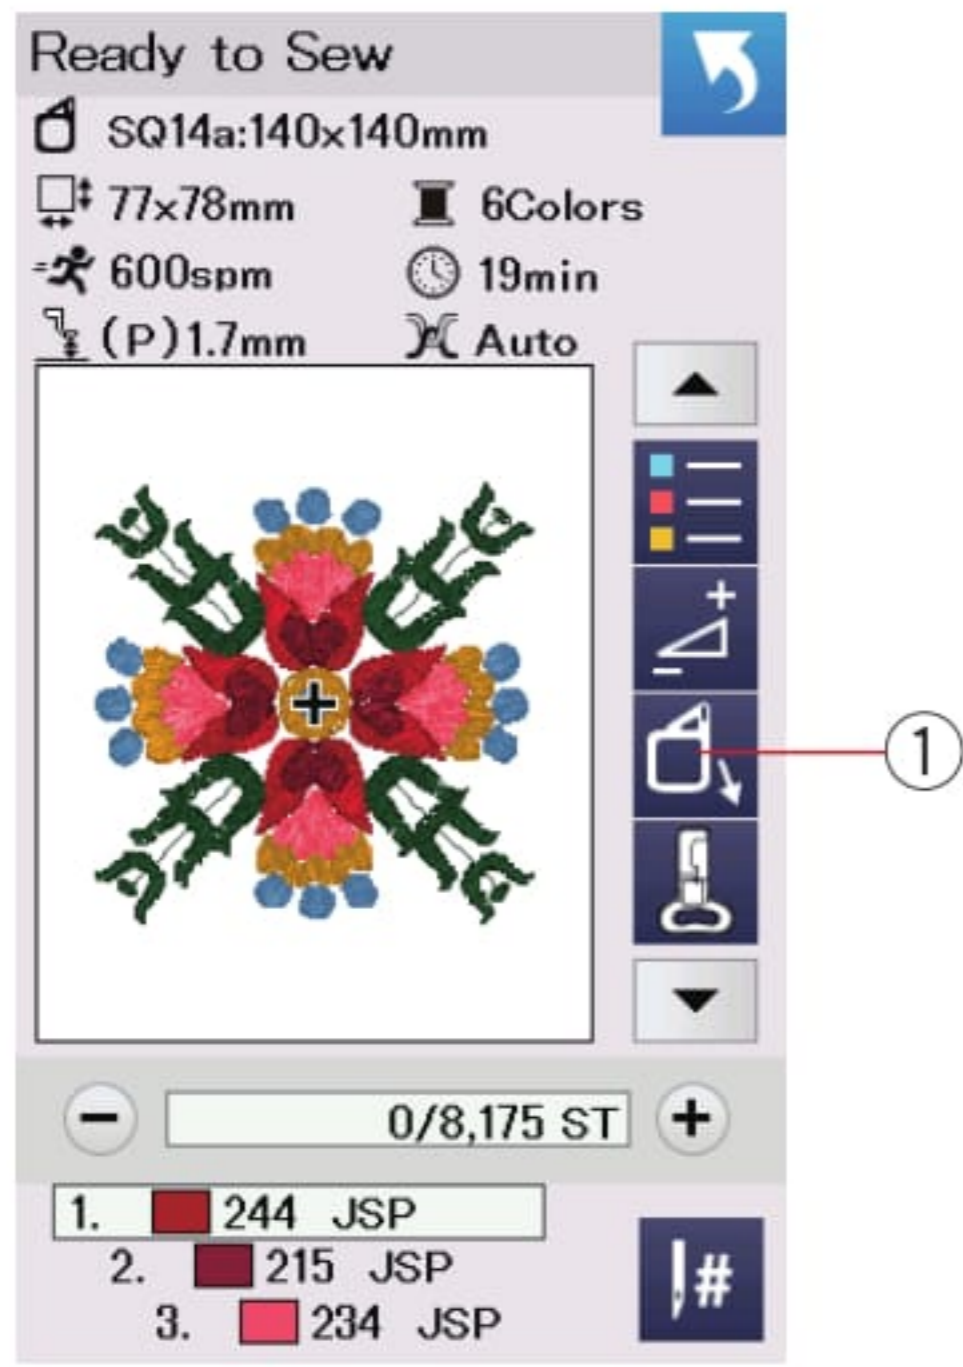 Ready to Sew
SQ14a:140x140mm
77x78mm 6Colors
600spm 19min
(P)1.7mm Auto
1
0/8,175 ST
1. 244 JSP
2. 215 JSP
#
3. 234 JSP